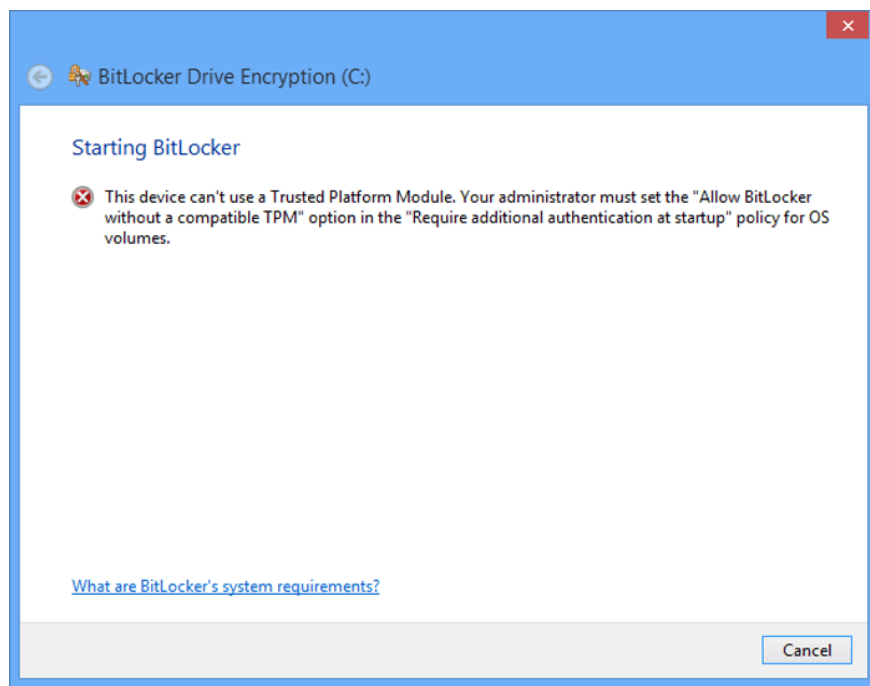 BitLocker Drive Encryption (C:)
Starting BitLocker
This device can't use a Trusted Platform Module. Your administrator must set the "Allow BitLocker
without a compatible TPM" option in the "Require additional authentication at startup" policy for OS
volumes.
What are BitLocker's system requirements?
Cancel